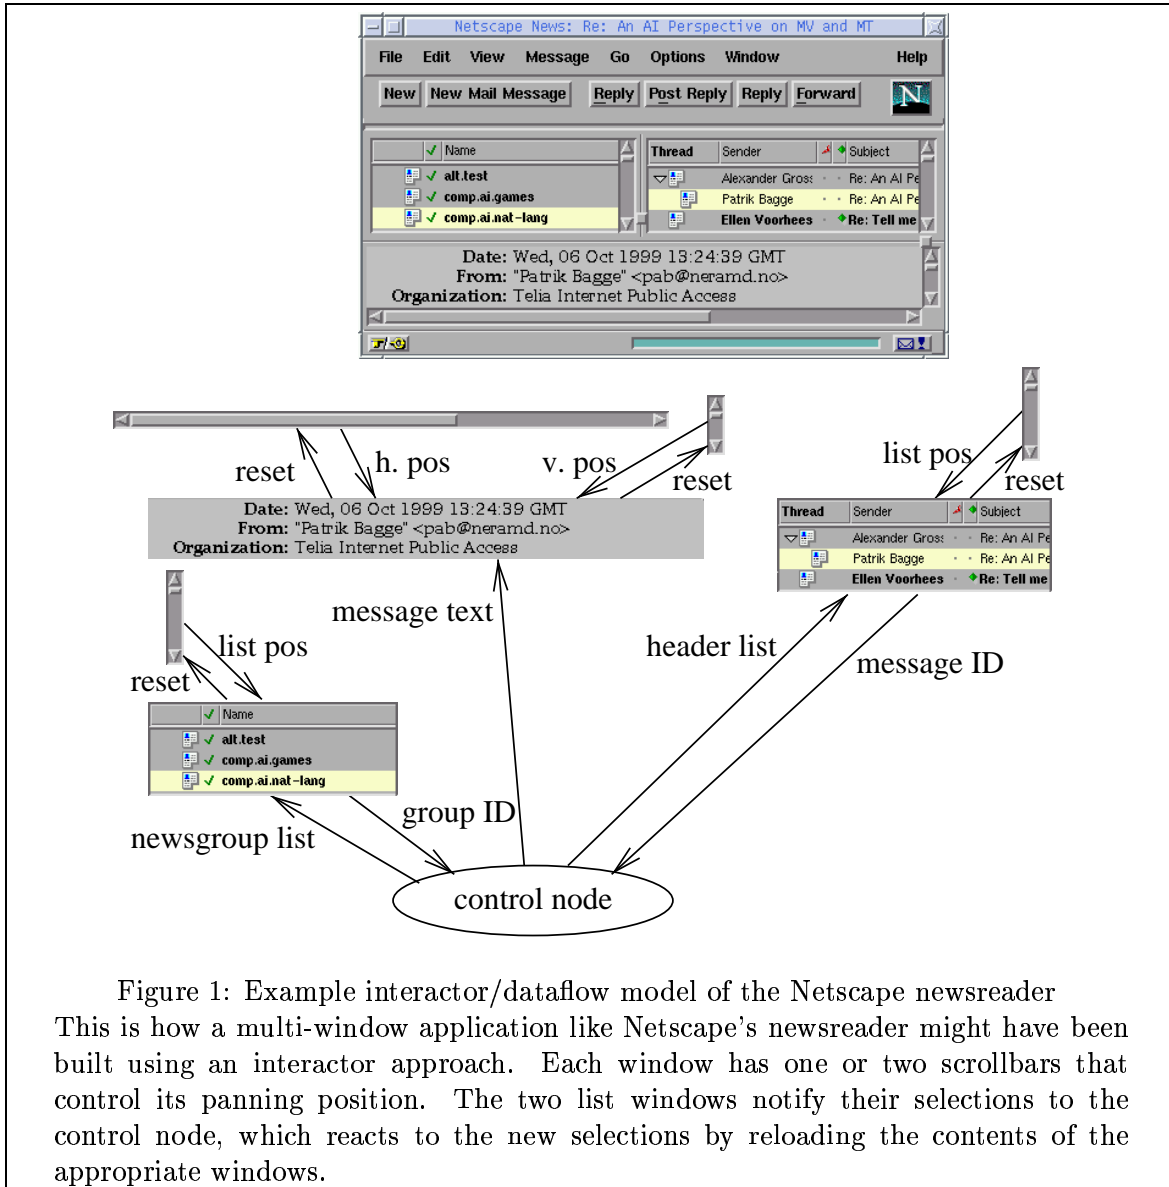 Netscape News: Re: An AI Perspective on MV and MT
File Edit View Message Go Options Window Help
New New Mail Message Reply Post Reply Reply Forward N
Name
alt.test
comp.ai.games
comp.ai.nat-lang
Thread Sender Subject
Alexander Gross Re: An AI Pe
Patrik Bagge Re: An AI Pe
Ellen Voorhees Re: Tell me
Date: Wed, 06 Oct 1999 13:24:39 GMT
From: "Patrik Bagge" <pab@neramd.no>
Organization: Telia Internet Public Access
reset h. pos v. pos reset
list pos reset
Date: Wed, 06 Oct 1999 13:24:39 GMT
From: "Patrik Bagge" <pab@neramd.no>
Organization: Telia Internet Public Access
Thread Sender Subject
Alexander Gross Re: An AI Pe
Patrik Bagge Re: An AI Pe
Ellen Voorhees Re: Tell me
message text
list pos
reset
header list
message ID
Name
alt.test
comp.ai.games
comp.ai.nat-lang
group ID
newsgroup list
control node
Figure 1: Example interactor/dataflow model of the Netscape newsreader
This is how a multi-window application like Netscape's newsreader might have been
built using an interactor approach. Each window has one or two scrollbars that
control its panning position. The two list windows notify their selections to the
control node, which reacts to the new selections by reloading the contents of the
appropriate windows.